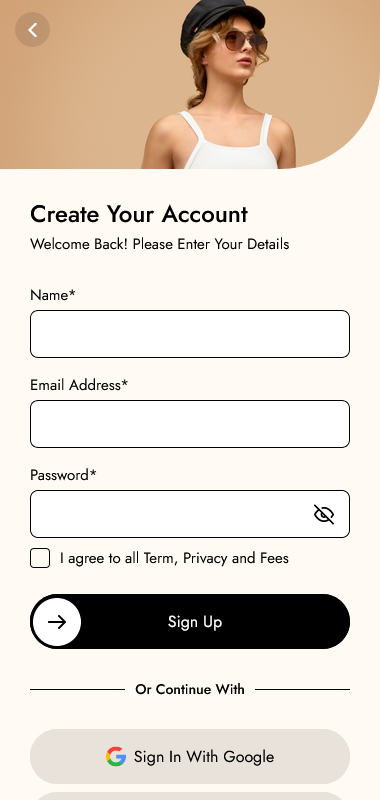 Create Your Account
Welcome Back! Please Enter Your Details
Name*
Email Address*
Password*
I agree to all Term, Privacy and Fees
Sign Up
Or Continue With
Sign In With Google